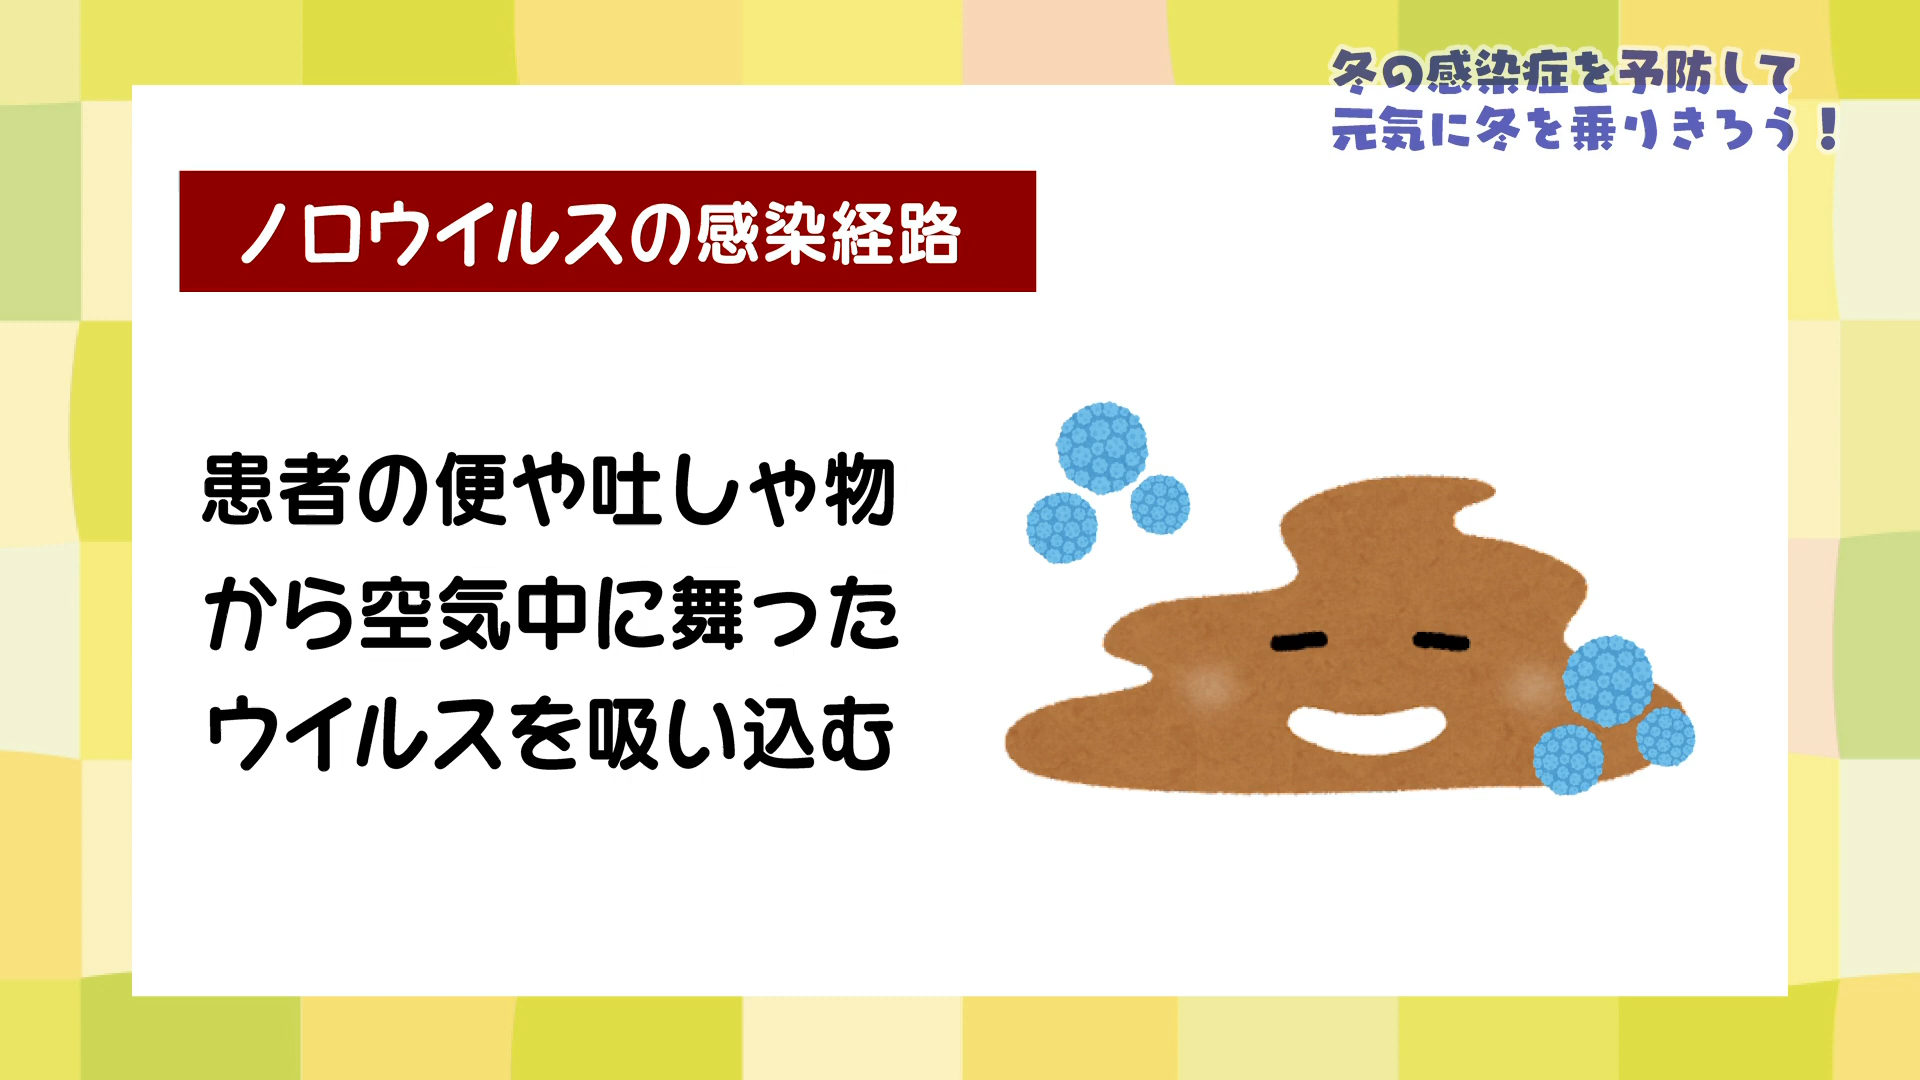 冬の感染症を予防して
元気に冬を乗りきろう！
ノロウイルスの感染経路
患者の便や吐しゃ物
から空気中に舞った
ウイルスを吸い込む